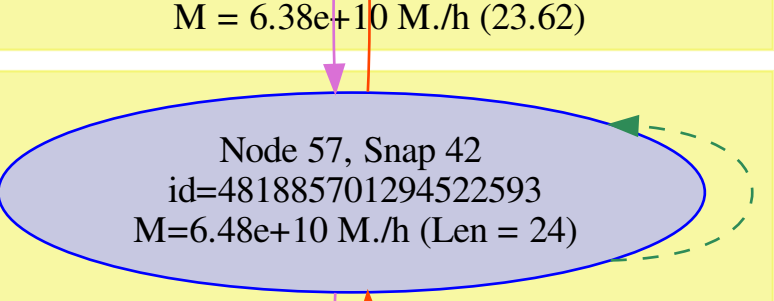 M = 6.38e+10 M./h (23.62)
Node 57, Snap 42
id=481885701294522593
M=6.48e+10 M./h (Len = 24)